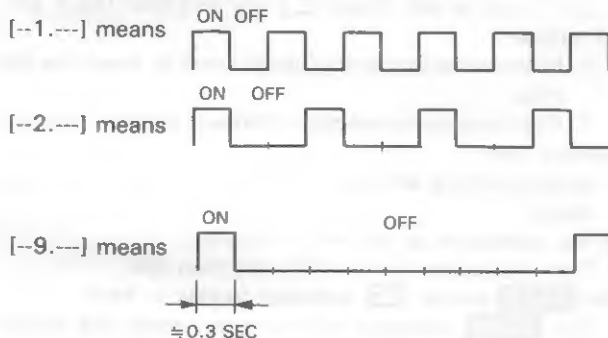 ON OFF
[--1.---] means
ON OFF
[--2.---] means
ON OFF
[--9.---] means
≒0.3 SEC